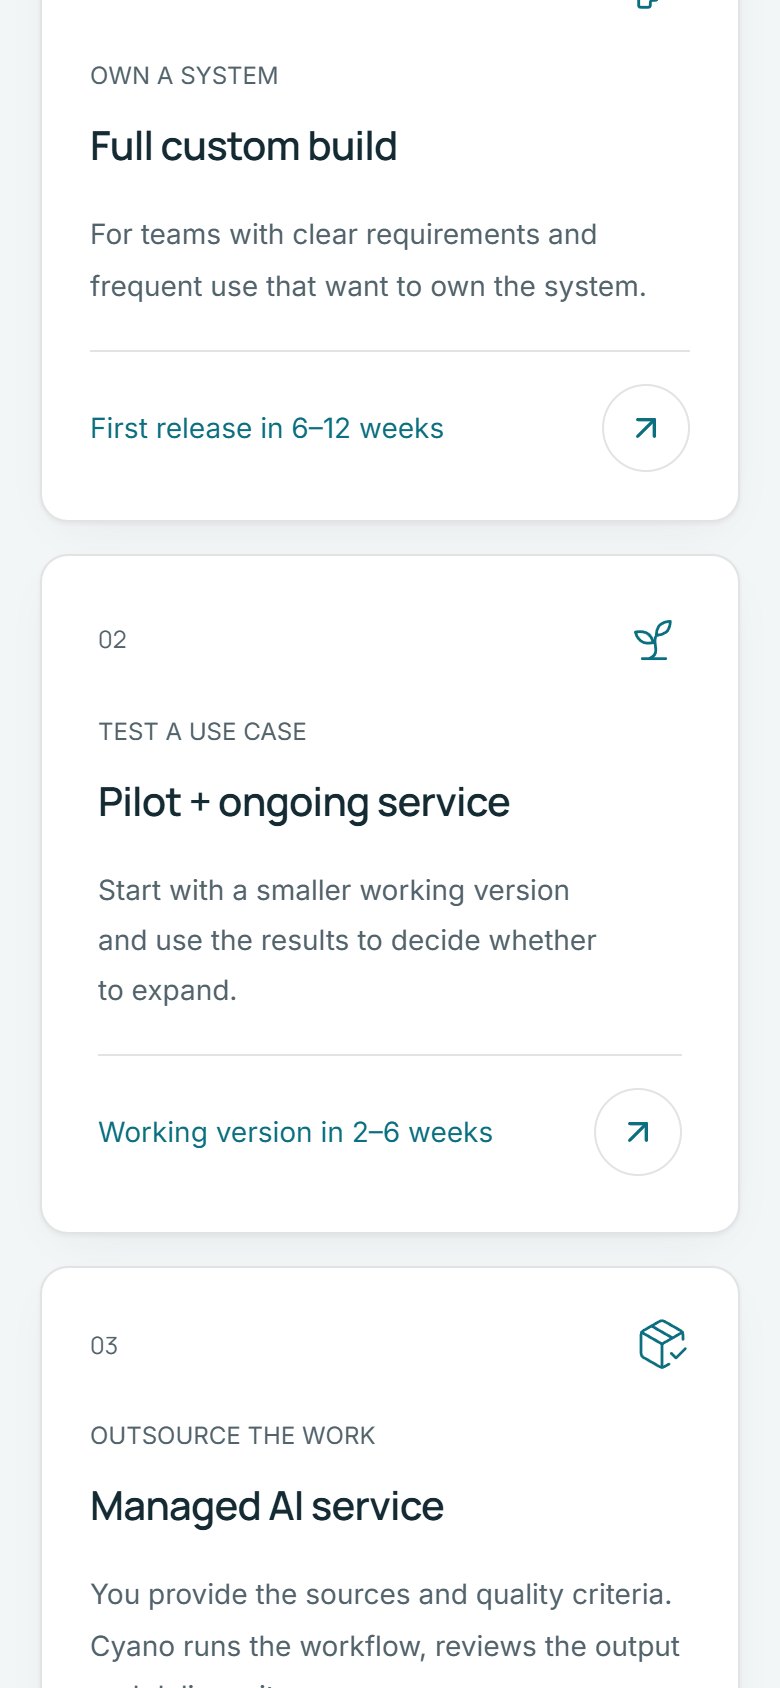 OWN A SYSTEM
Full custom build
For teams with clear requirements and
frequent use that want to own the system.
First release in 6–12 weeks
02
TEST A USE CASE
Pilot + ongoing service
Start with a smaller working version
and use the results to decide whether
to expand.
Working version in 2–6 weeks
03
OUTSOURCE THE WORK
Managed AI service
You provide the sources and quality criteria.
Cyano runs the workflow, reviews the output